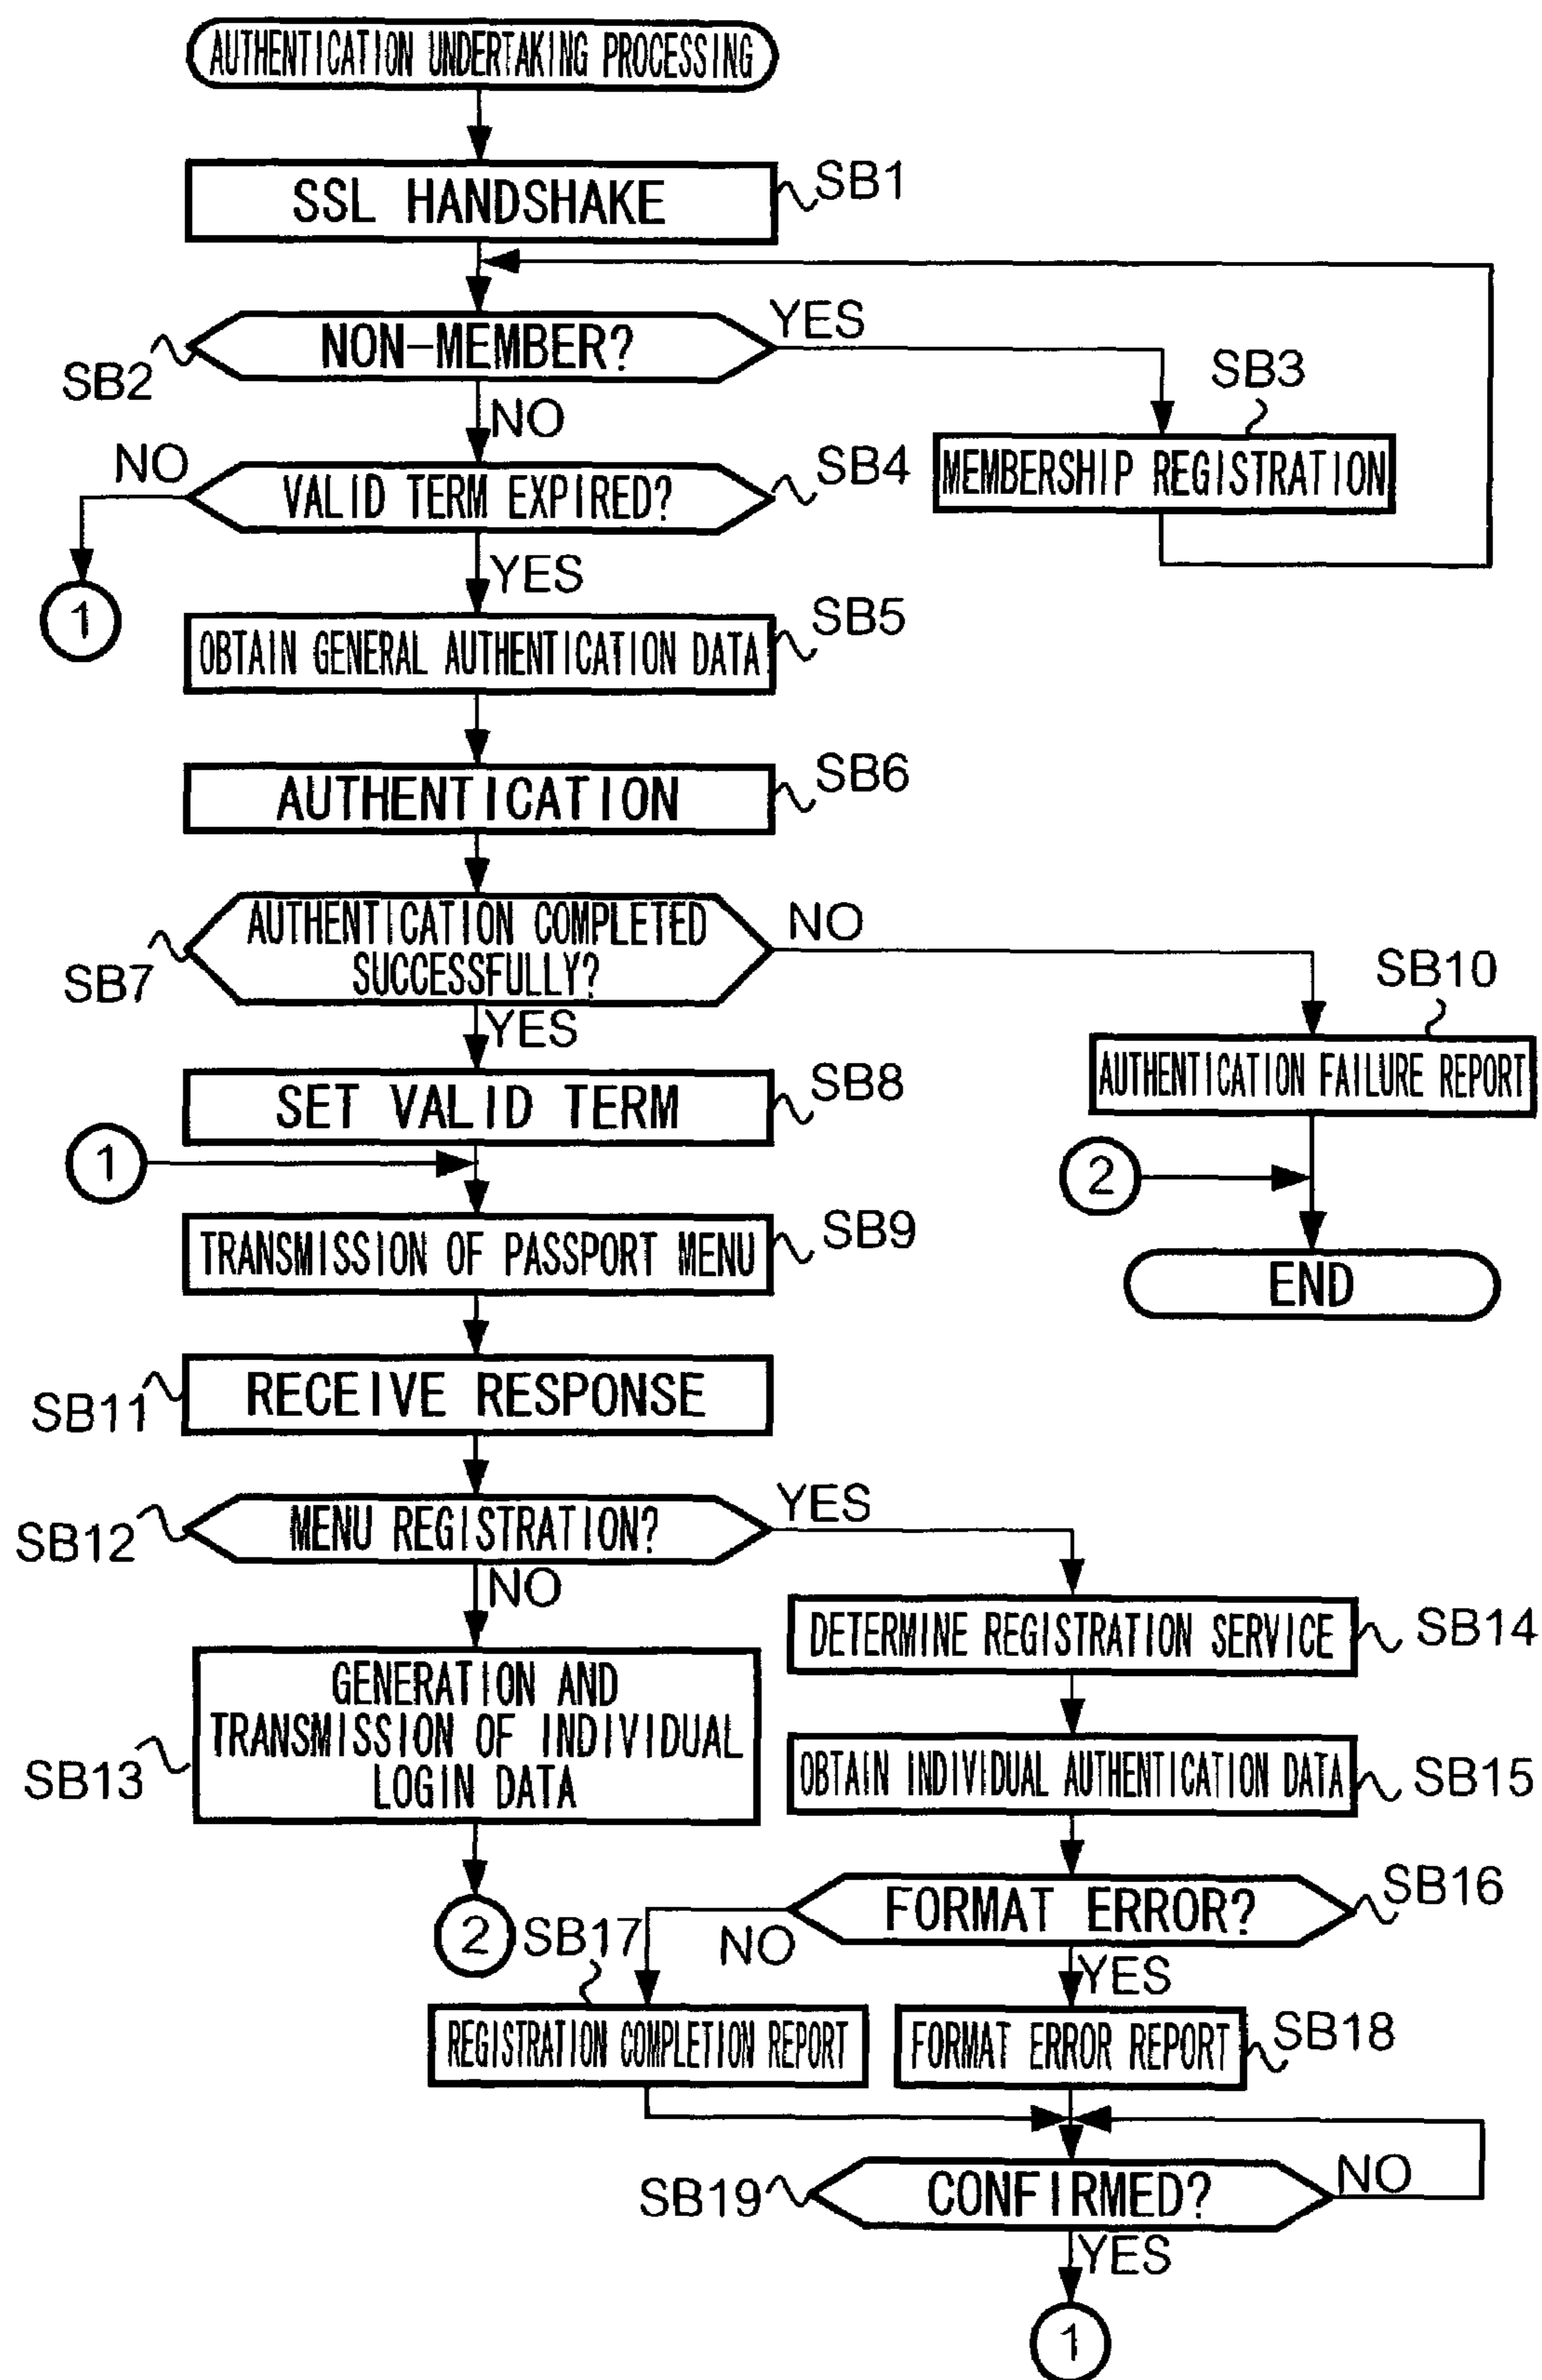 AUTHENTICATION UNDERTAKING PROCESSING
SSL HANDSHAKE
SB1
NON-MEMBER?
YES
SB2
NO
SB3
MEMBERSHIP REGISTRATION
NO
VALID TERM EXPIRED?
SB4
YES
1
OBTAIN GENERAL AUTHENTICATION DATA
SB5
AUTHENTICATION
SB6
AUTHENTICATION COMPLETED
SUCCESSFULLY?
SB7
NO
YES
SB10
AUTHENTICATION FAILURE REPORT
SET VALID TERM
SB8
1
2
TRANSMISSION OF PASSPORT MENU
SB9
END
RECEIVE RESPONSE
SB11
MENU REGISTRATION?
YES
SB12
NO
DETERMINE REGISTRATION SERVICE
SB14
GENERATION AND
TRANSMISSION OF INDIVIDUAL
LOGIN DATA
SB13
OBTAIN INDIVIDUAL AUTHENTICATION DATA
SB15
FORMAT ERROR?
SB16
2
SB17
NO
YES
REGISTRATION COMPLETION REPORT
FORMAT ERROR REPORT
SB18
CONFIRMED?
NO
SB19
YES
1